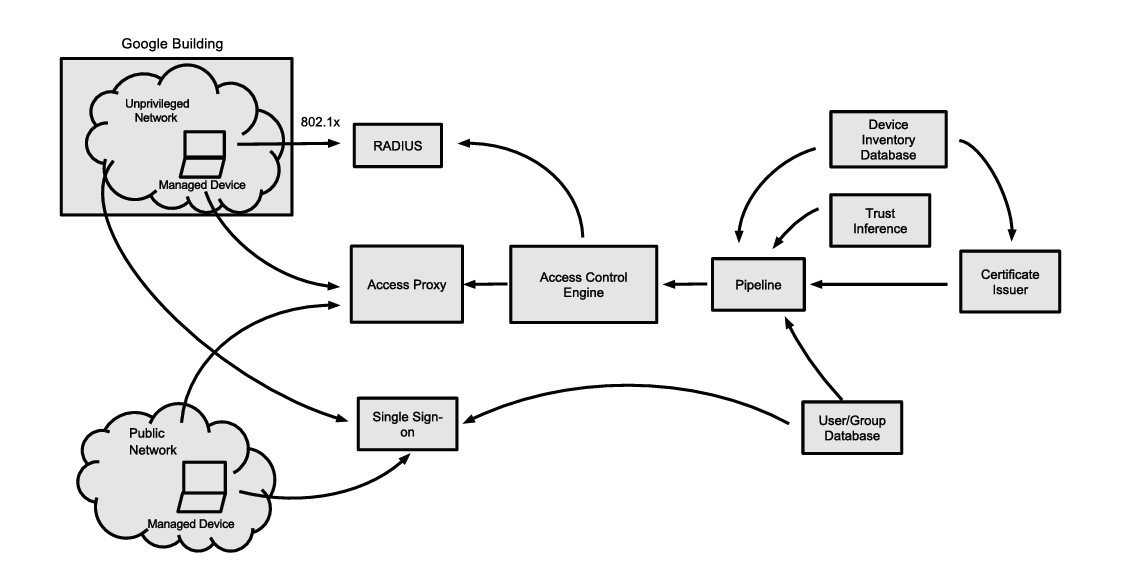 Google Building
Unprivileged
Network
Managed Device
802.1x
RADIUS
Device
Inventory
Database
Trust
Inference
Access Proxy
Access Control
Engine
Pipeline
Certificate
Issuer
Single Sign-
on
User/Group
Database
Public
Network
Managed Device